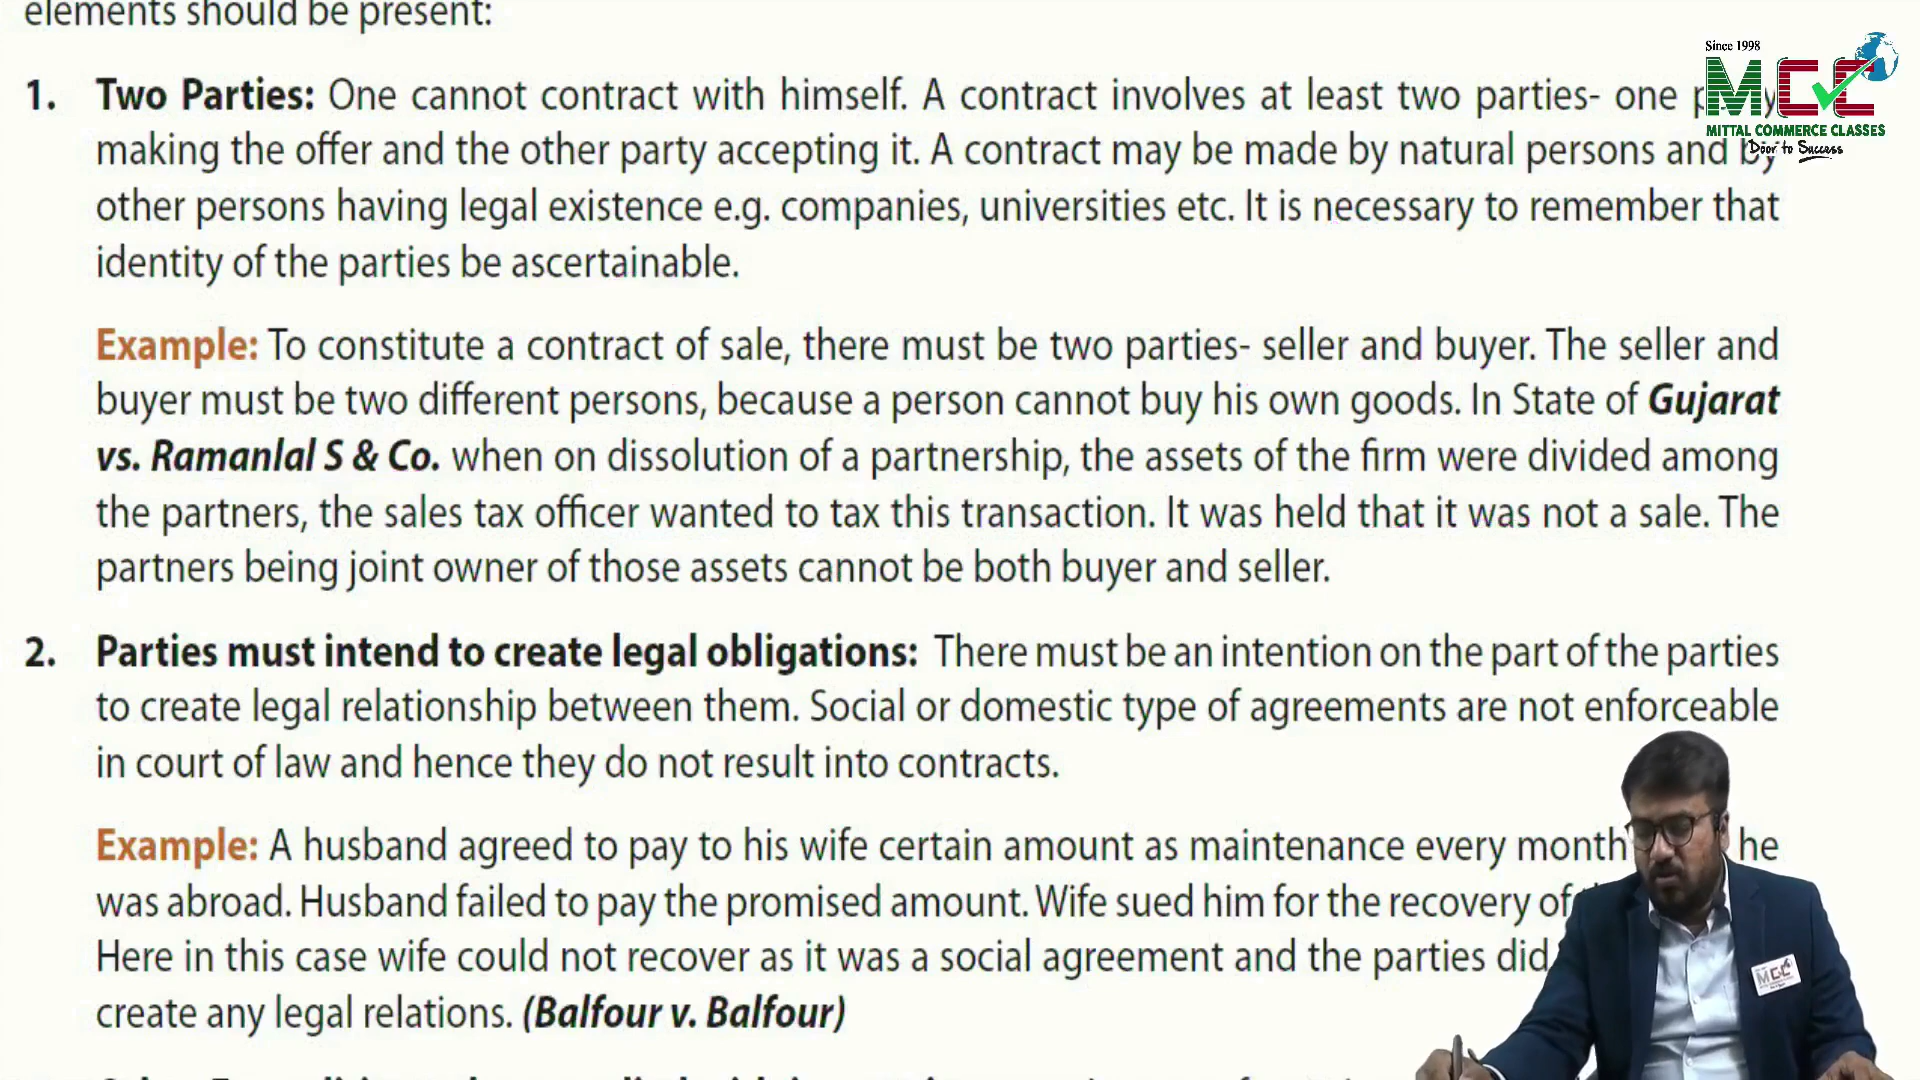 elements should be present:
Since 1998
MCC
MITTAL COMMERCE CLASSES
Door to Success
1. Two Parties: One cannot contract with himself. A contract involves at least two parties- one
making the offer and the other party accepting it. A contract may be made by natural persons and by
other persons having legal existence e.g. companies, universities etc. It is necessary to remember that
identity of the parties be ascertainable.
Example: To constitute a contract of sale, there must be two parties- seller and buyer. The seller and
buyer must be two different persons, because a person cannot buy his own goods. In State of Gujarat
vs. Ramanlal S & Co. when on dissolution of a partnership, the assets of the firm were divided among
the partners, the sales tax officer wanted to tax this transaction. It was held that it was not a sale. The
partners being joint owner of those assets cannot be both buyer and seller.
2. Parties must intend to create legal obligations: There must be an intention on the part of the parties
to create legal relationship between them. Social or domestic type of agreements are not enforceable
in court of law and hence they do not result into contracts.
Example: A husband agreed to pay to his wife certain amount as maintenance every month he
was abroad. Husband failed to pay the promised amount. Wife sued him for the recovery of
Here in this case wife could not recover as it was a social agreement and the parties did
create any legal relations. (Balfour v. Balfour)
MCC